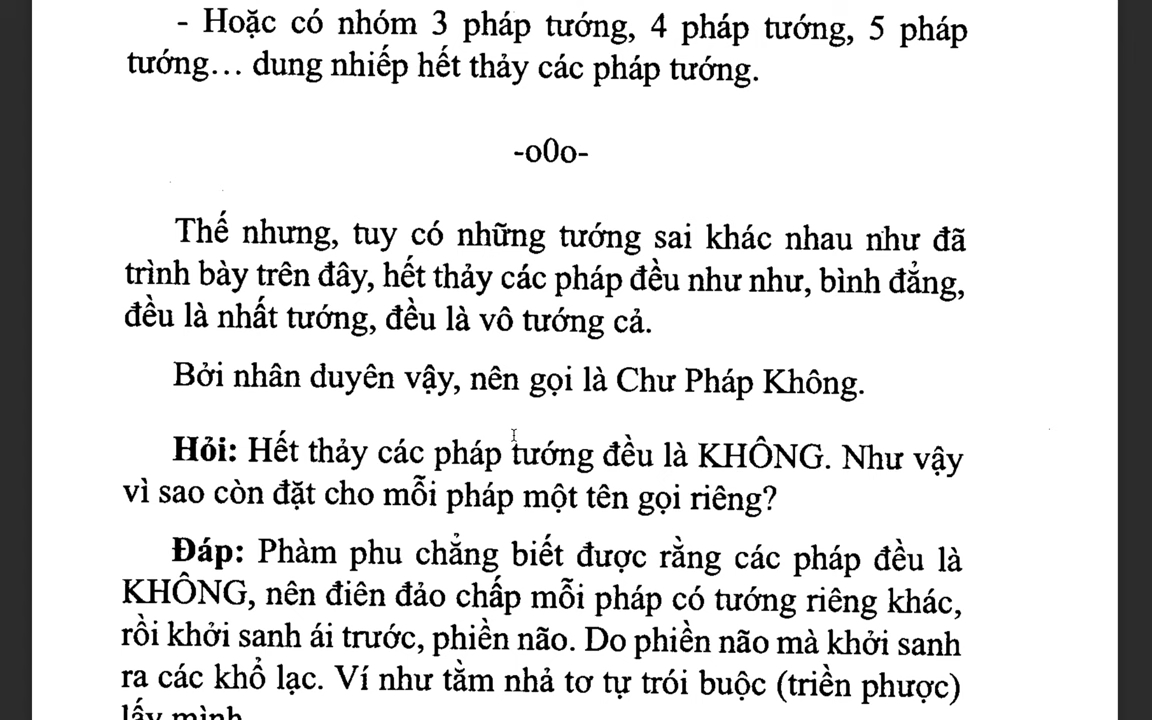 - Hoặc có nhóm 3 pháp tướng, 4 pháp tướng, 5 pháp
tướng... dung nhiếp hết thảy các pháp tướng.
-o0o-
Thế nhưng, tuy có những tướng sai khác nhau như đã
trình bày trên đây, hết thảy các pháp đều như như, bình đẳng,
đều là nhất tướng, đều là vô tướng cả.
Bởi nhân duyên vậy, nên gọi là Chư Pháp Không.
Hỏi: Hết thảy các pháp tướng đều là KHÔNG. Như vậy
vì sao còn đặt cho mỗi pháp một tên gọi riêng?
Đáp: Phàm phu chẳng biết được rằng các pháp đều là
KHÔNG, nên điên đảo chấp mỗi pháp có tướng riêng khác,
rồi khởi sanh ái trước, phiền não. Do phiền não mà khởi sanh
ra các khổ lạc. Ví như tằm nhả tơ tự trói buộc (triền phược)
lấy mình